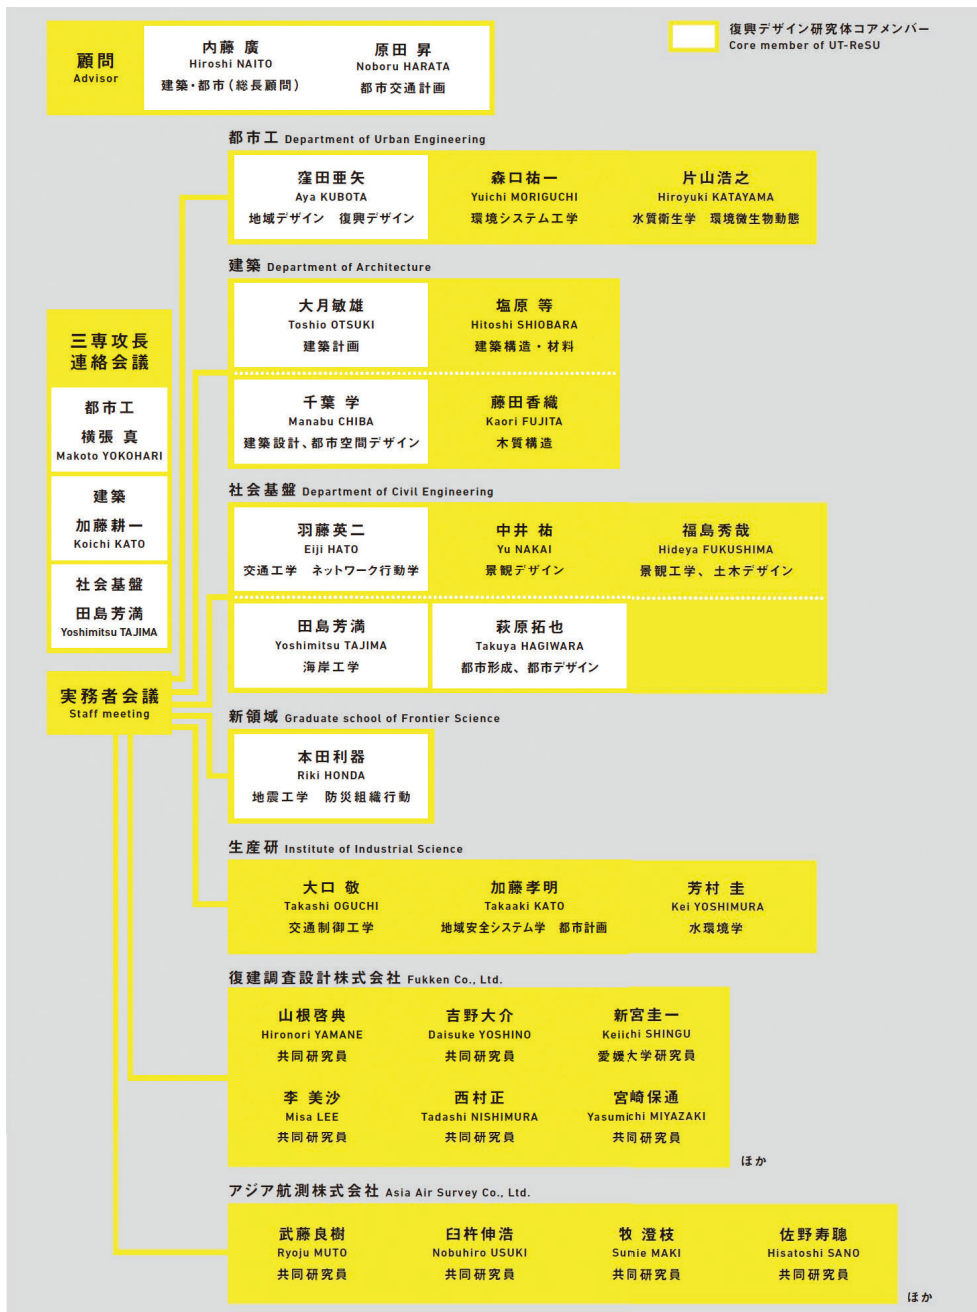 顧問
Advisor
内藤 廣
Hiroshi NAITO
建築・都市（総長顧問）
原田 昇
Noboru HARATA
都市交通計画
復興デザイン研究体コアメンバー
Core member of UT-ReSU
都市工 Department of Urban Engineering
窪田亜矢
Aya KUBOTA
地域デザイン 復興デザイン
森口祐一
Yuichi MORIGUCHI
環境システム工学
片山浩之
Hiroyuki KATAYAMA
水質衛生学 環境微生物動態
建築 Department of Architecture
大月敏雄
Toshio OTSUKI
建築計画
塩原 等
Hitoshi SHIOBARA
建築構造・材料
千葉 学
Manabu CHIBA
建築設計、都市空間デザイン
藤田香織
Kaori FUJITA
木質構造
三専攻長
連絡会議
都市工
横張 真
Makoto YOKOHARI
建築
加藤耕一
Koichi KATO
社会基盤
田島芳満
Yoshimitsu TAJIMA
実務者会議
Staff meeting
社会基盤 Department of Civil Engineering
羽藤英二
Eiji HATO
交通工学 ネットワーク行動学
中井 祐
Yu NAKAI
景観デザイン
福島秀哉
Hideya FUKUSHIMA
景観工学、土木デザイン
田島芳満
Yoshimitsu TAJIMA
海岸工学
萩原拓也
Takuya HAGIWARA
都市形成、都市デザイン
新領域 Graduate school of Frontier Science
本田利器
Riki HONDA
地震工学 防災組織行動
生産研 Institute of Industrial Science
大口 敬
Takashi OGUCHI
交通制御工学
加藤孝明
Takaaki KATO
地域安全システム学 都市計画
芳村 圭
Kei YOSHIMURA
水環境学
復建調査設計株式会社 Fukken Co., Ltd.
山根啓典
Hironori YAMANE
共同研究員
吉野大介
Daisuke YOSHINO
共同研究員
新宮圭一
Keiichi SHINGU
愛媛大学研究員
李 美沙
Misa LEE
共同研究員
西村正
Tadashi NISHIMURA
共同研究員
宮崎保通
Yasumichi MIYAZAKI
共同研究員
ほか
アジア航測株式会社 Asia Air Survey Co., Ltd.
武藤良樹
Ryoju MUTO
共同研究員
臼杵伸浩
Nobuhiro USUKI
共同研究員
牧 澄枝
Sumie MAKI
共同研究員
佐野寿聰
Hisatoshi SANO
共同研究員
ほか